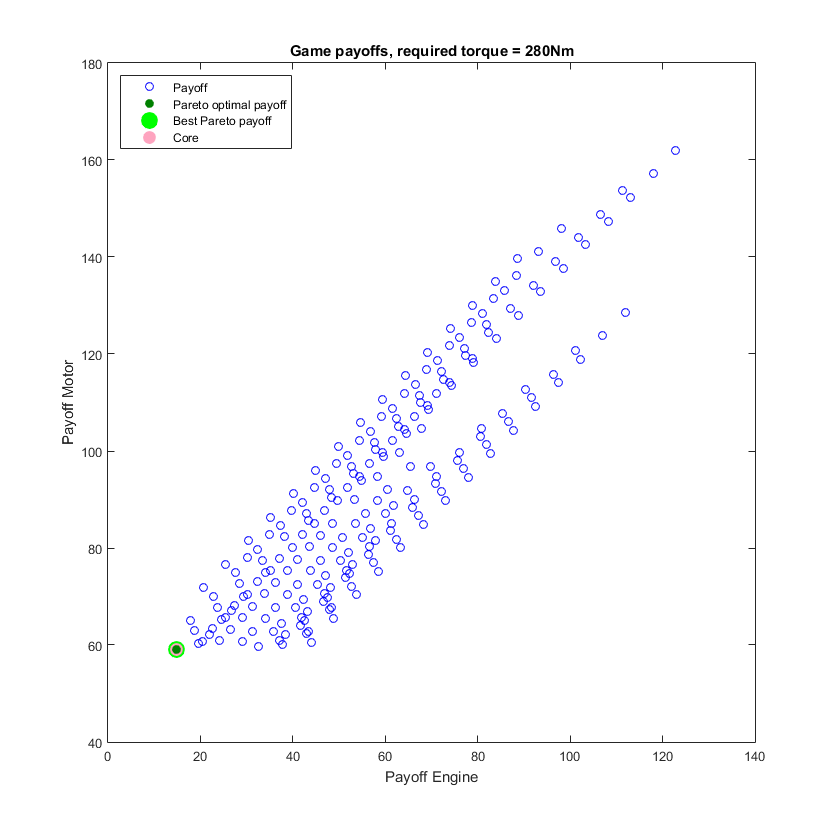 Game payoffs, required torque = 280Nm
180
160
140
120
100
80
60
40
Payoff Motor
Payoff
Pareto optimal payoff
Best Pareto payoff
Core
0 20 40 60 80 100 120 140
Payoff Engine